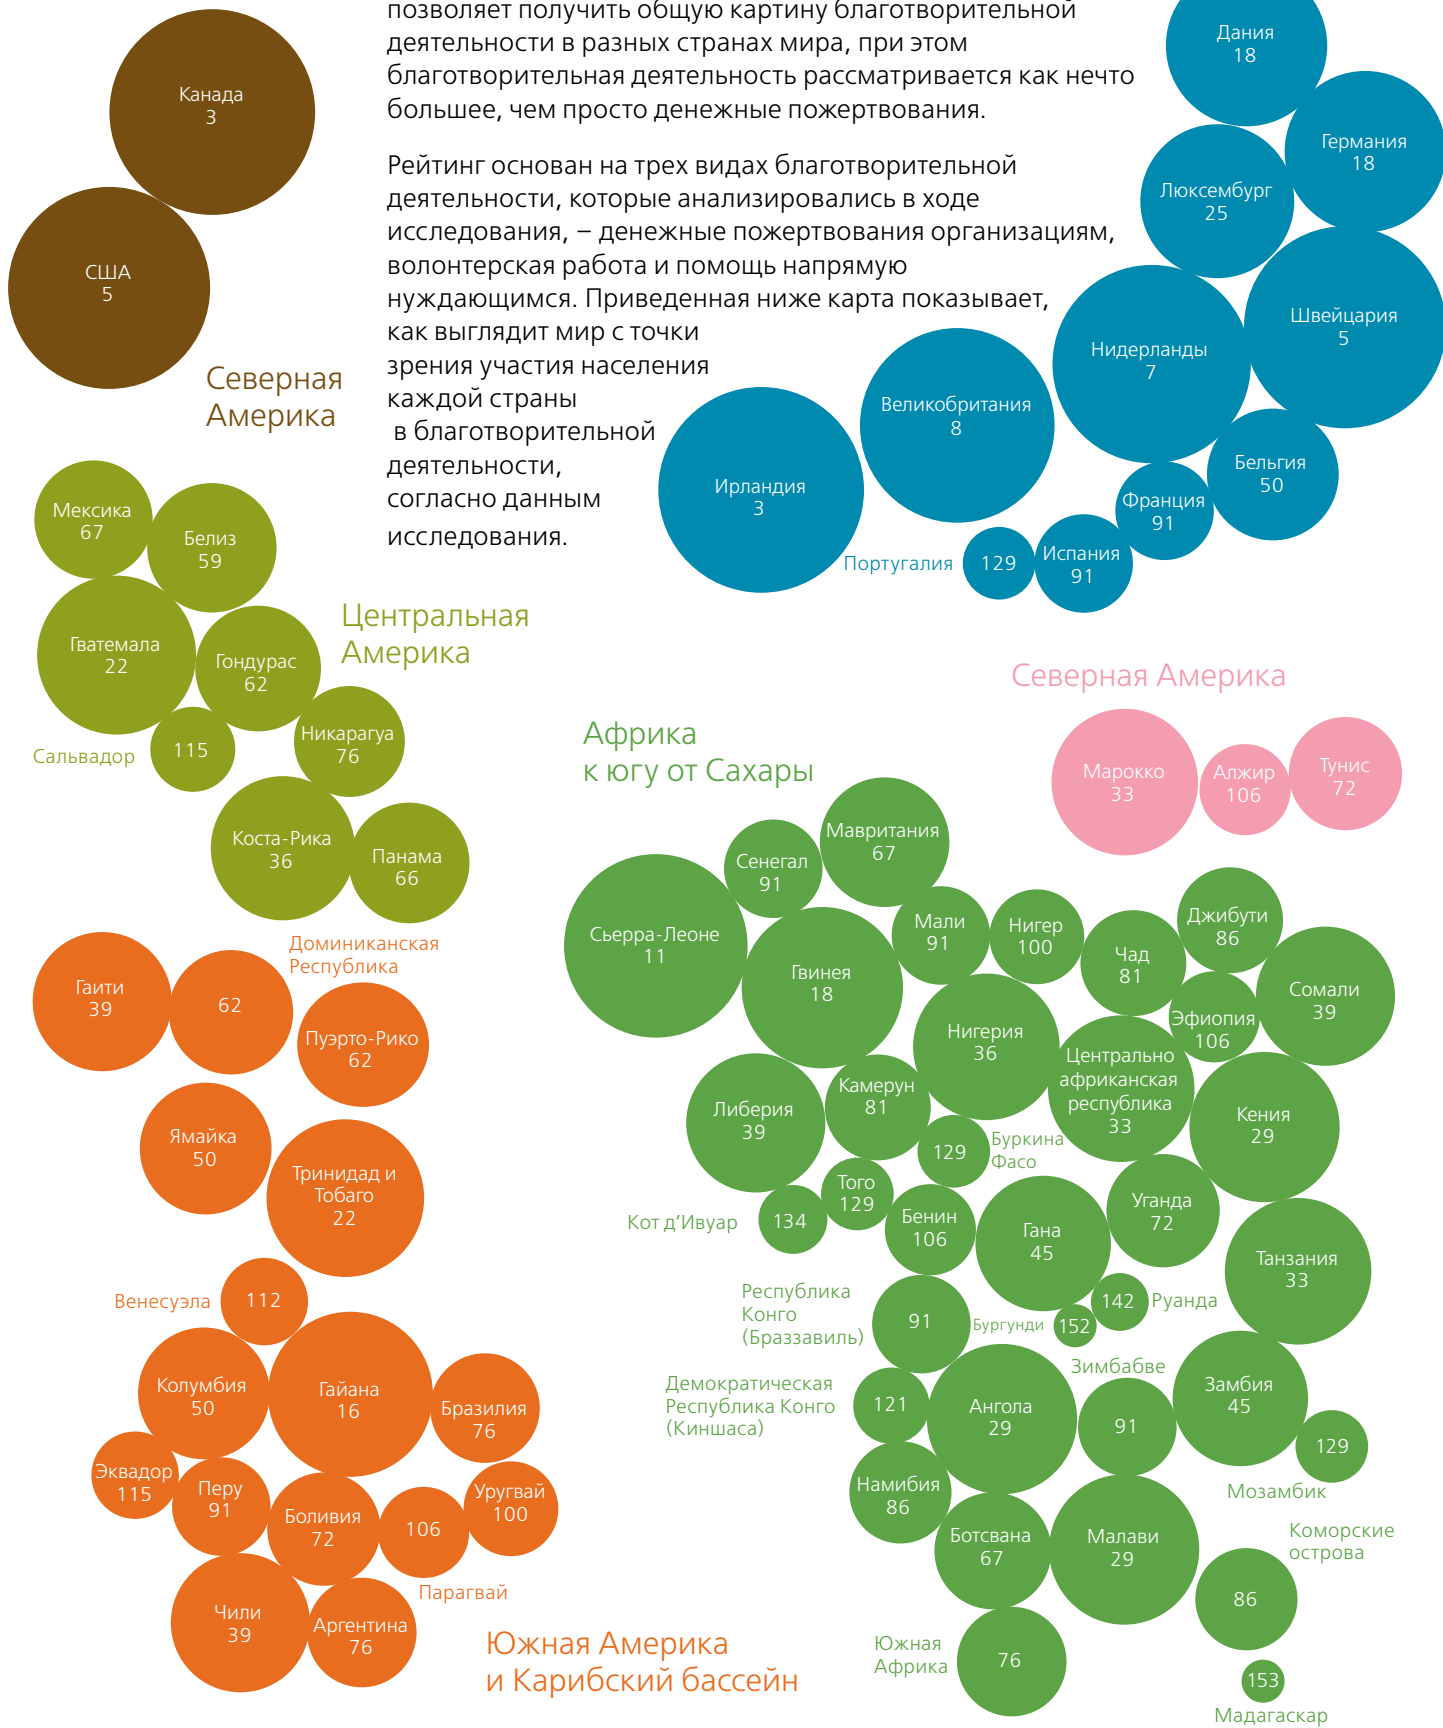 позволяет получить общую картину благотворительной
деятельности в разных странах мира, при этом
благотворительная деятельность рассматривается как нечто
большее, чем просто денежные пожертвования.
Рейтинг основан на трех видах благотворительной
деятельности, которые анализировались в ходе
исследования, – денежные пожертвования организациям,
волонтерская работа и помощь напрямую
нуждающимся. Приведенная ниже карта показывает,
как выглядит мир с точки
зрения участия населения
каждой страны
в благотворительной
деятельности,
согласно данным
исследования.
Канада
3
США
5
Северная
Америка
Дания
18
Германия
18
Люксембург
25
Швейцария
5
Нидерланды
7
Великобритания
8
Ирландия
3
Бельгия
50
Франция
91
Испания
91
Португалия
129
Мексика
67
Белиз
59
Гватемала
22
Гондурас
62
Никарагуа
76
Сальвадор
115
Коста-Рика
36
Панама
66
Центральная
Америка
Северная Америка
Марокко
33
Алжир
106
Тунис
72
Африка
к югу от Сахары
Мавритания
67
Сенегал
91
Сьерра-Леоне
11
Гвинея
18
Мали
91
Нигер
100
Чад
81
Джибути
86
Сомали
39
Эфиопия
106
Нигерия
36
Центрально
африканская
республика
33
Кения
29
Камерун
81
Либерия
39
129
Буркина
Фасо
Того
129
Кот д’Ивуар
134
Бенин
106
Гана
45
Уганда
72
Танзания
33
Республика
Конго
(Браззавиль)
91
Бургунди
152
142
Руанда
Зимбабве
91
Замбия
45
Демократическая
Республика Конго
(Киншаса)
121
Ангола
29
129
Мозамбик
Намибия
86
Ботсвана
67
Малави
29
Коморские
острова
86
Южная
Африка
76
153
Мадагаскар
Доминиканская
Республика
Гаити
39
62
Пуэрто-Рико
62
Ямайка
50
Тринидад и
Тобаго
22
Венесуэла
112
Колумбия
50
Гайана
16
Бразилия
76
Эквадор
115
Перу
91
Боливия
72
106
Парагвай
Уругвай
100
Чили
39
Аргентина
76
Южная Америка
и Карибский бассейн